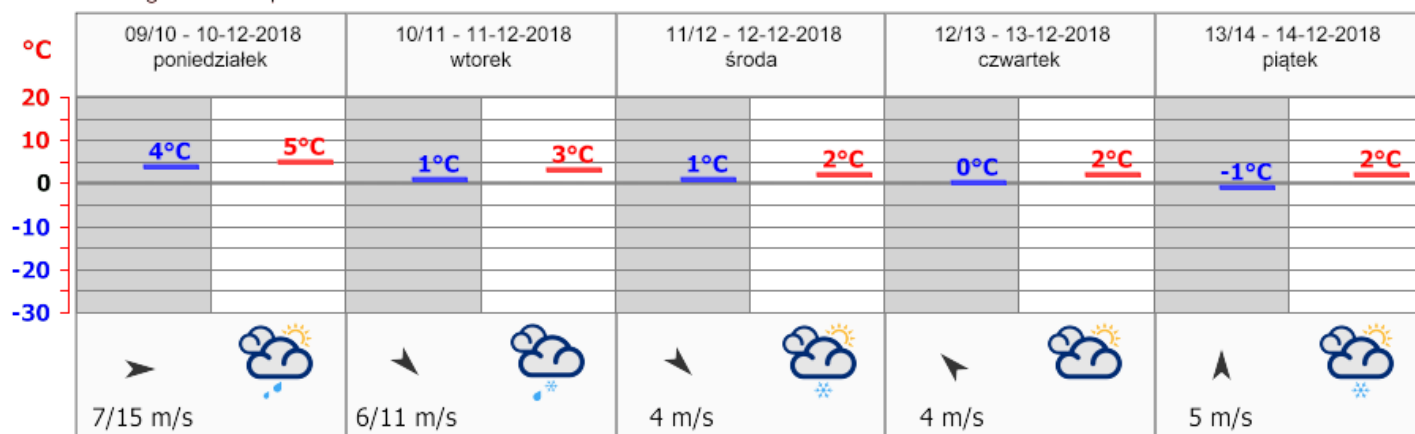 09/10 - 10-12-2018 10/11 - 11-12-2018 11/12 - 12-12-2018 12/13 - 13-12-2018 13/14 - 14-12-2018
°C poniedziałek wtorek środa czwartek piątek
20
10
4°C 5°C 1°C 3°C 1°C 2°C 0°C 2°C -1°C 2°C
0
-10
-20
-30
7/15 m/s 6/11 m/s 4 m/s 4 m/s 5 m/s